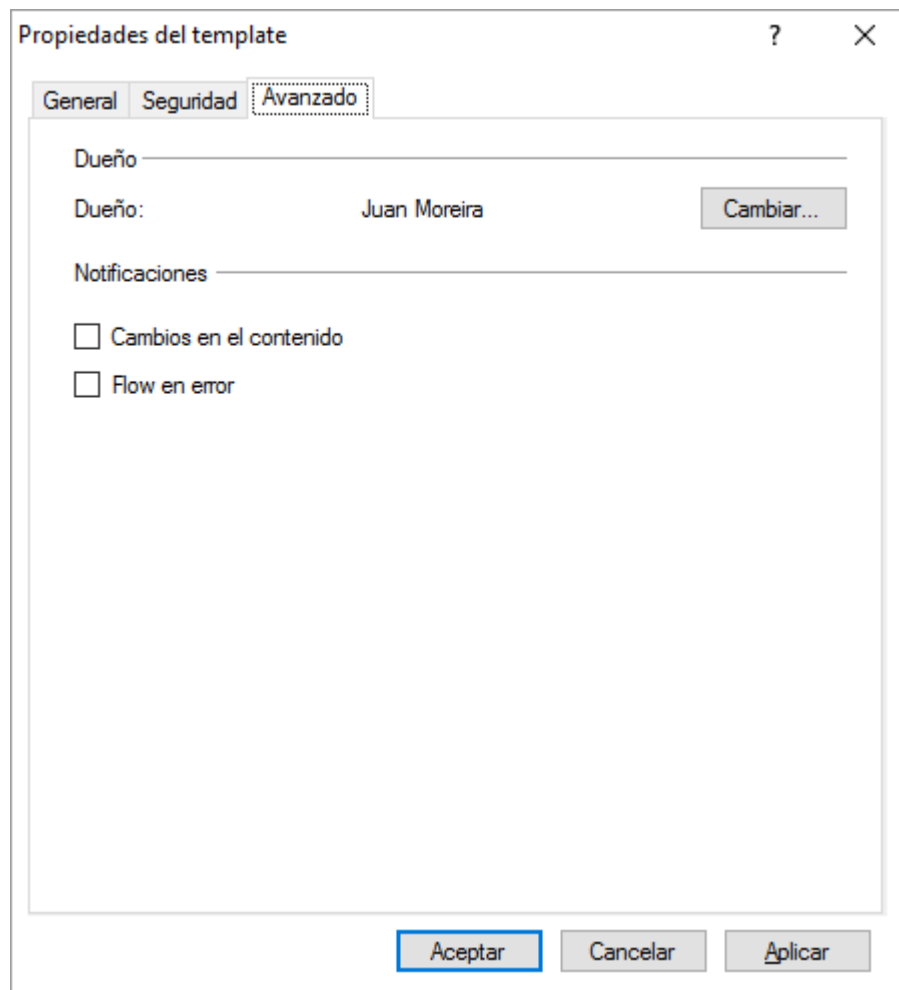 Propiedades del template ?
General Seguridad Avanzado
Dueño
Dueño: Juan Moreira Cambiar...
Notificaciones
Cambios en el contenido
Flow en error
Aceptar Cancelar Aplicar